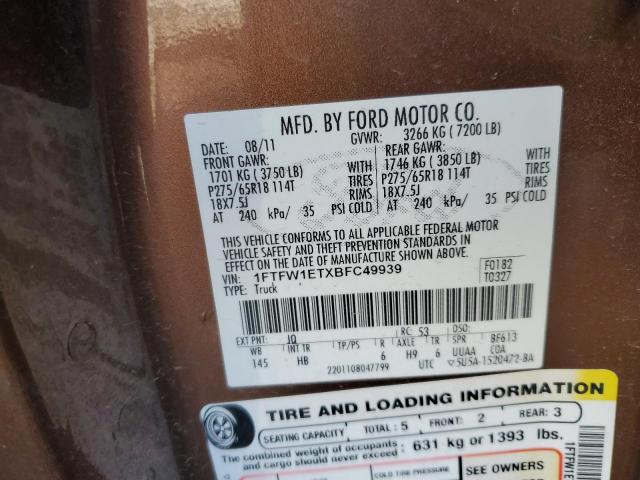 MFD. BY FORD MOTOR CO.
DATE: 08/11 GVWR: 3266 KG ( 7200 LB)
FRONT GAWR: REAR GAWR:
1701 KG ( 3750 LB) 1746 KG ( 3850 LB)
P275/65R18 114T TIRES P275/65R18 114T TIRES
18X7.5J RIMS 18X7.5J RIMS
AT 240 kPa/ 35 PSI COLD AT 240 kPa/ 35 PSI COLD
THIS VEHICLE CONFORMS TO ALL APPLICABLE FEDERAL MOTOR
VEHICLE SAFETY AND THEFT PREVENTION STANDARDS IN
EFFECT ON THE DATE OF MANUFACTURE SHOWN ABOVE.
VIN: 1FTFW1ETXBFC49939 F0182
TYPE: Truck T0327
EXT PNT: JQ RC: 53 DSO:
WB TP/PS R AXLE TR SPR BF613
145 HB 6 H9 6 UUAA COA
2201108047799 UTC 5U5A-1520472-BA
TIRE AND LOADING INFORMATION
SEATING CAPACITY TOTAL: 5 FRONT: 2 REAR: 3
The combined weight of occupants
and cargo should never exceed: 631 kg or 1393 lbs.
COLD TIRE PRESSURE SEE OWNERS